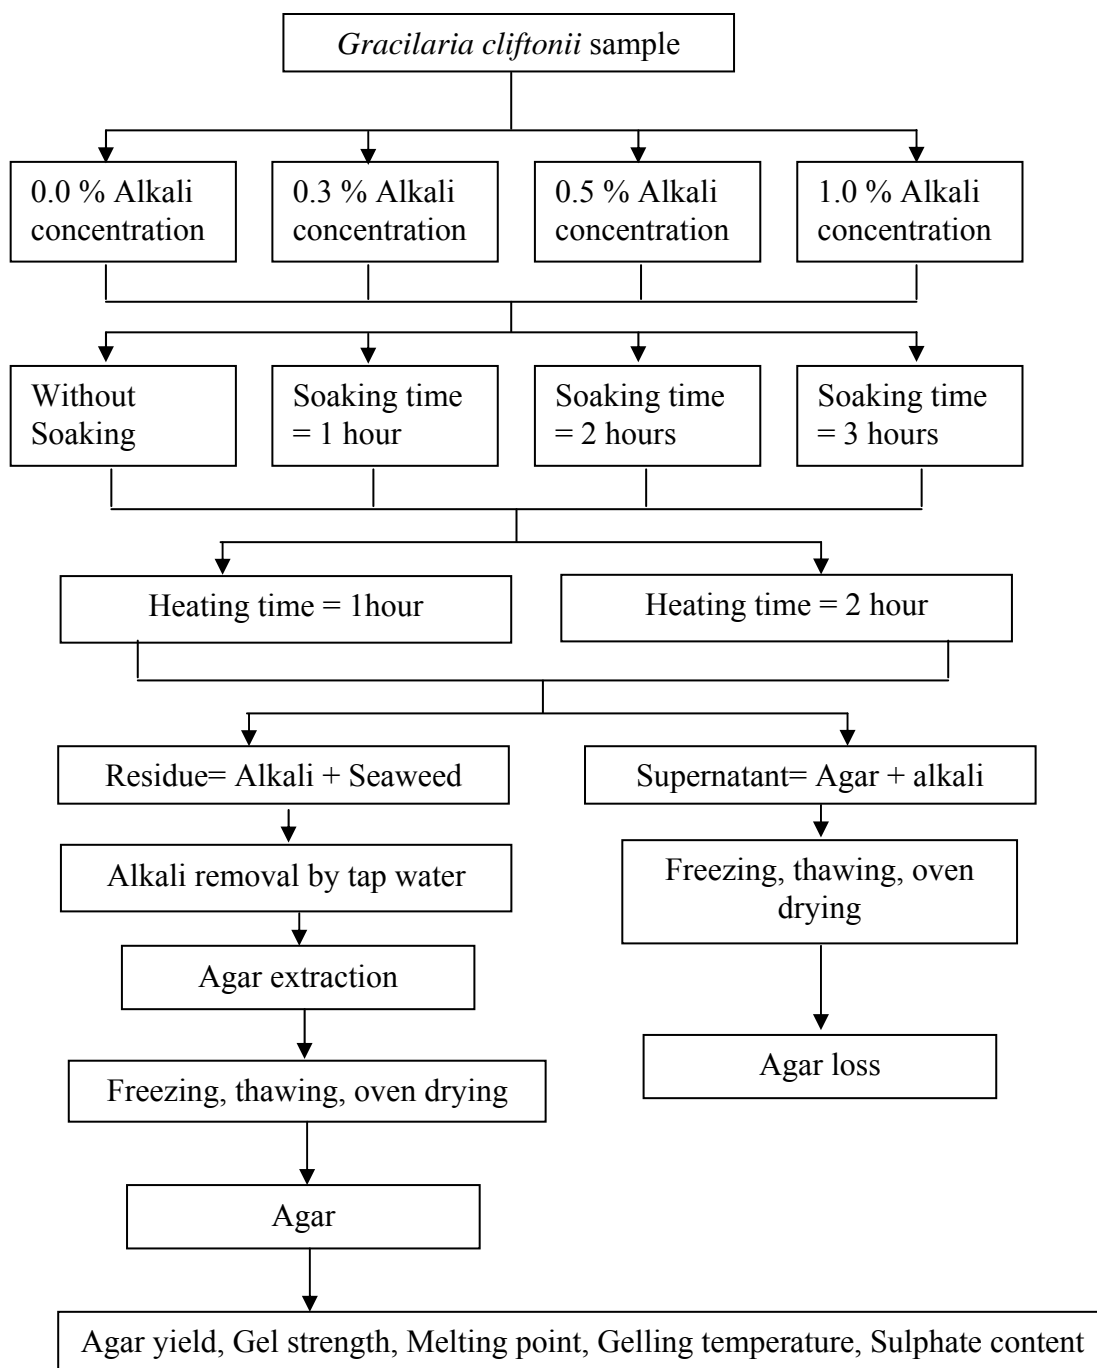 Gracilaria cliftonii sample
0.0 % Alkali
concentration
0.3 % Alkali
concentration
0.5 % Alkali
concentration
1.0 % Alkali
concentration
Without
Soaking
Soaking time
= 1 hour
Soaking time
= 2 hours
Soaking time
= 3 hours
Heating time = 1hour
Heating time = 2 hour
Residue= Alkali + Seaweed
Supernatant= Agar + alkali
Alkali removal by tap water
Freezing, thawing, oven
drying
Agar extraction
Agar loss
Freezing, thawing, oven drying
Agar
Agar yield, Gel strength, Melting point, Gelling temperature, Sulphate content